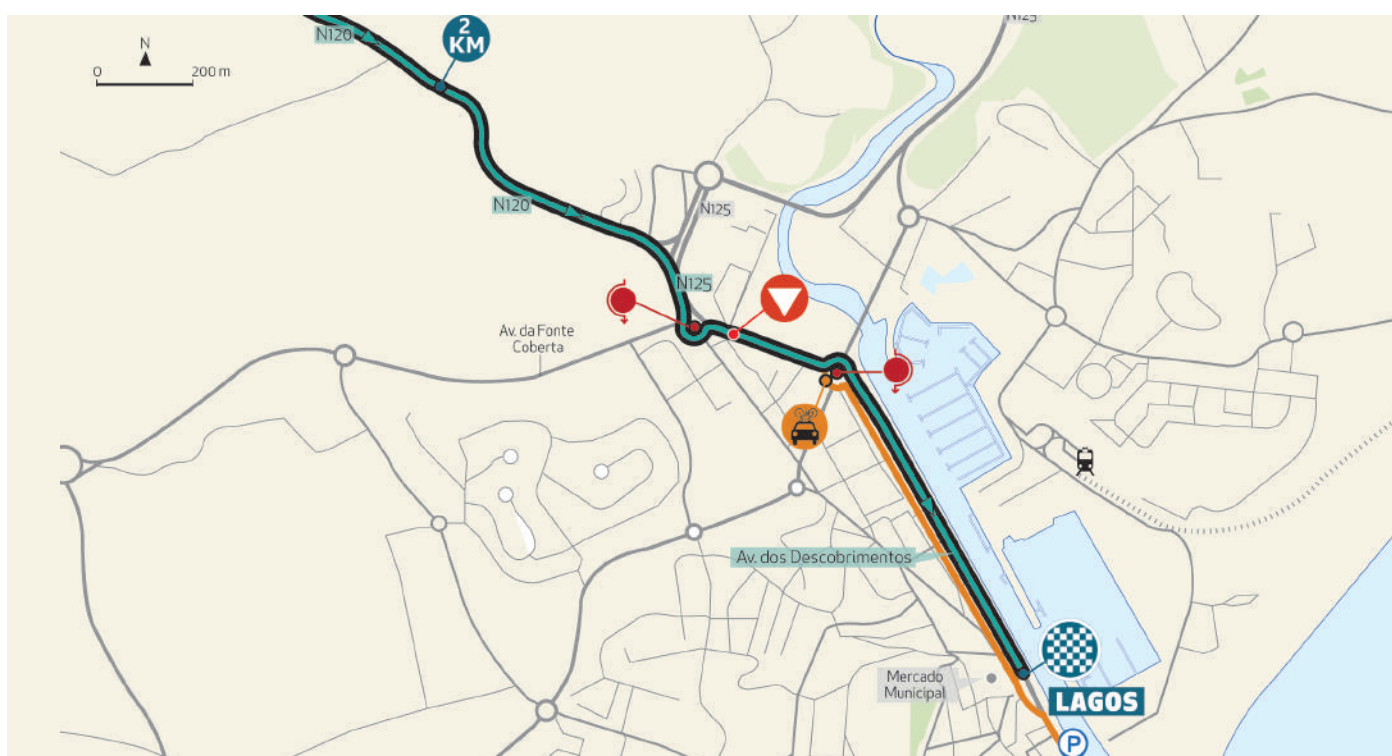 N125
N120
2
KM
N
0 200 m
N120
N125
N125
Av. da Fonte
Coberta
Av. dos Descobrimentos
Mercado
Municipal
LAGOS
P